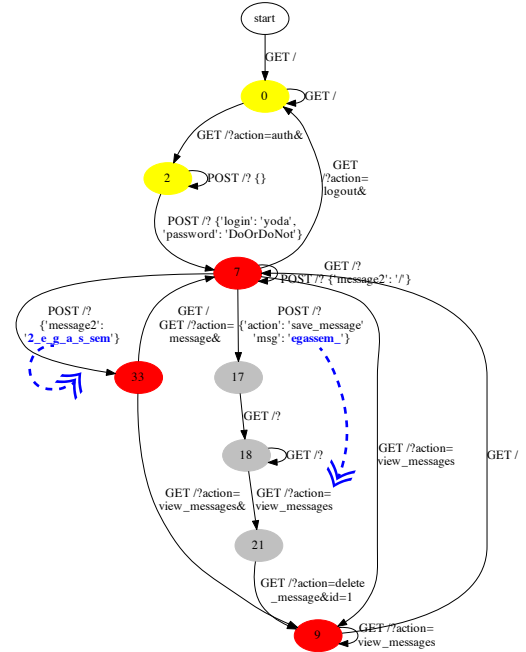 start
GET /
0
GET /
GET /?action=auth&
GET
/?action=
logout&
2
POST /? {}
POST /? {'login': 'yoda',
'password': 'DoOrDoNot'}
7
GET /?
POST /? {'message2': '/'}
POST /?
{'message2':
'2_e_g_a_s_sem'}
GET /
GET /?action=
message&
POST /?
{'action': 'save_message'
'msg': 'egassem_'}
33
17
GET /?
18
GET /?
GET /?action=
view_messages
GET /
GET /?action=
view_messages&
GET /?action=
view_messages
21
GET /?action=delete
_message&id=1
9
GET /?action=
view_messages